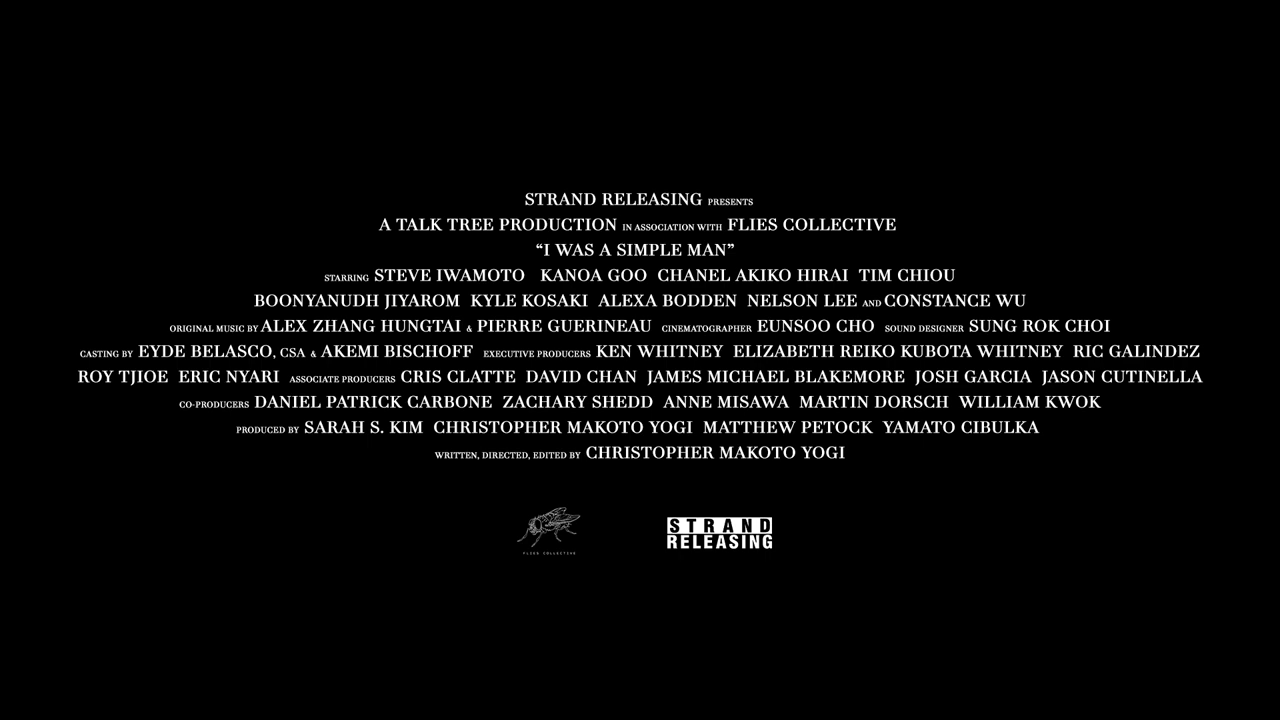 STRAND RELEASING PRESENTS
A TALK TREE PRODUCTION IN ASSOCIATION WITH FLIES COLLECTIVE
“I WAS A SIMPLE MAN”
STARRING STEVE IWAMOTO KANOA GOO CHANEL AKIKO HIRAI TIM CHIOU
BOONYANUDH JIYAROM KYLE KOSAKI ALEXA BODDEN NELSON LEE AND CONSTANCE WU
ORIGINAL MUSIC BY ALEX ZHANG HUNGTAI & PIERRE GUERINEAU CINEMATOGRAPHER EUNSOO CHO SOUND DESIGNER SUNG ROK CHOI
CASTING BY EYDE BELASCO, CSA & AKEMI BISCHOFF EXECUTIVE PRODUCERS KEN WHITNEY ELIZABETH REIKO KUBOTA WHITNEY RIC GALINDEZ
ROY TJIOE ERIC NYARI ASSOCIATE PRODUCERS CRIS CLATTE DAVID CHAN JAMES MICHAEL BLAKEMORE JOSH GARCIA JASON CUTINELLA
CO-PRODUCERS DANIEL PATRICK CARBONE ZACHARY SHEDD ANNE MISAWA MARTIN DORSCH WILLIAM KWOK
PRODUCED BY SARAH S. KIM CHRISTOPHER MAKOTO YOGI MATTHEW PETOCK YAMATO CIBULKA
WRITTEN, DIRECTED, EDITED BY CHRISTOPHER MAKOTO YOGI
FLIES COLLECTIVE
STRAND
RELEASING